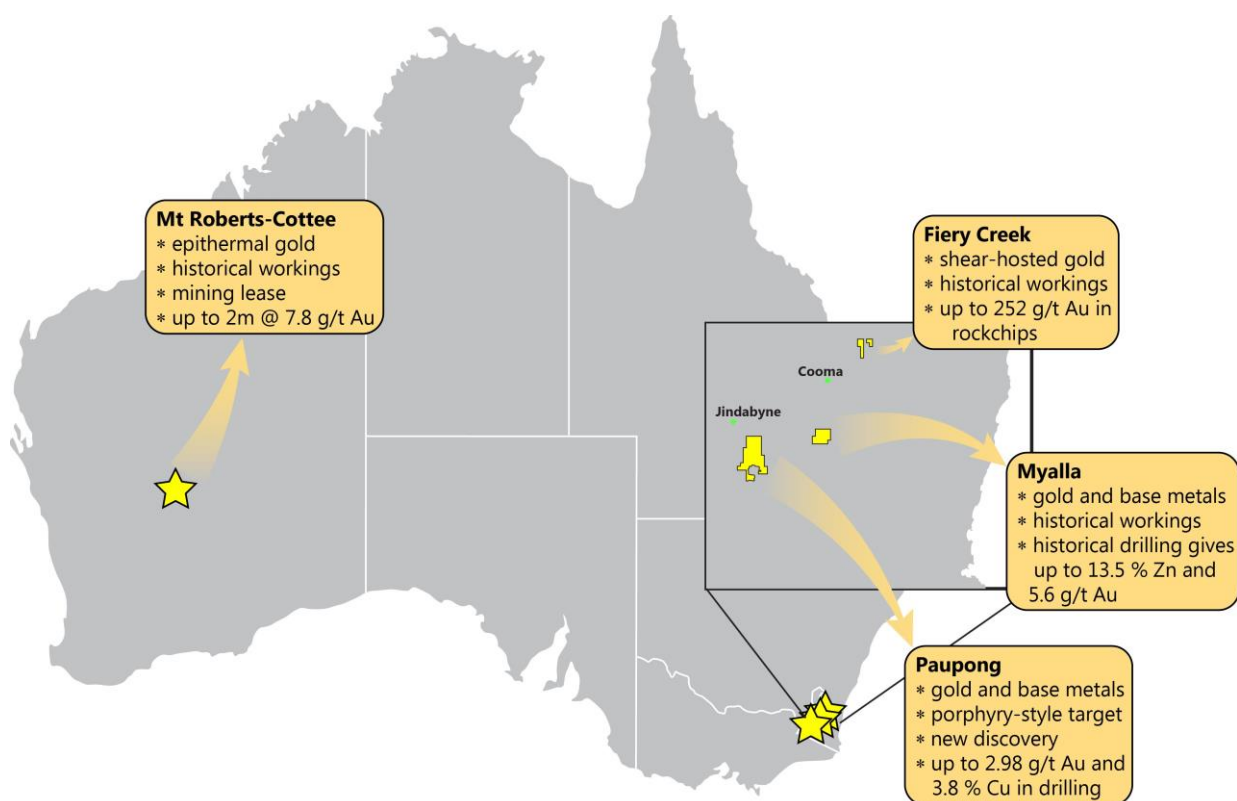 Mt Roberts-Cottee
* epithermal gold
* historical workings
* mining lease
* up to 2m @ 7.8 g/t Au
Fiery Creek
* shear-hosted gold
* historical workings
* up to 252 g/t Au in
rockchips
Cooma
Jindabyne
Myalla
* gold and base metals
* historical workings
* historical drilling gives
up to 13.5 % Zn and
5.6 g/t Au
Paupong
* gold and base metals
* porphyry-style target
* new discovery
* up to 2.98 g/t Au and
3.8 % Cu in drilling